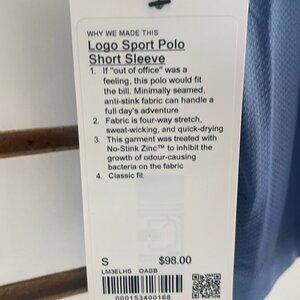 WHY WE MADE THIS
Logo Sport Polo
Short Sleeve
1. If "out of office" was a
feeling, this polo would fit
the bill. Minimally seamed,
anti-stink fabric can handle a
full day's adventure
2. Fabric is four-way stretch,
sweat-wicking, and quick-drying
3. This garment was treated with
No-Stink Zinc™ to inhibit the
growth of odour-causing
bacteria on the fabric
4. Classic fit
S $98.00
LM3ELHS OASB
000153400168